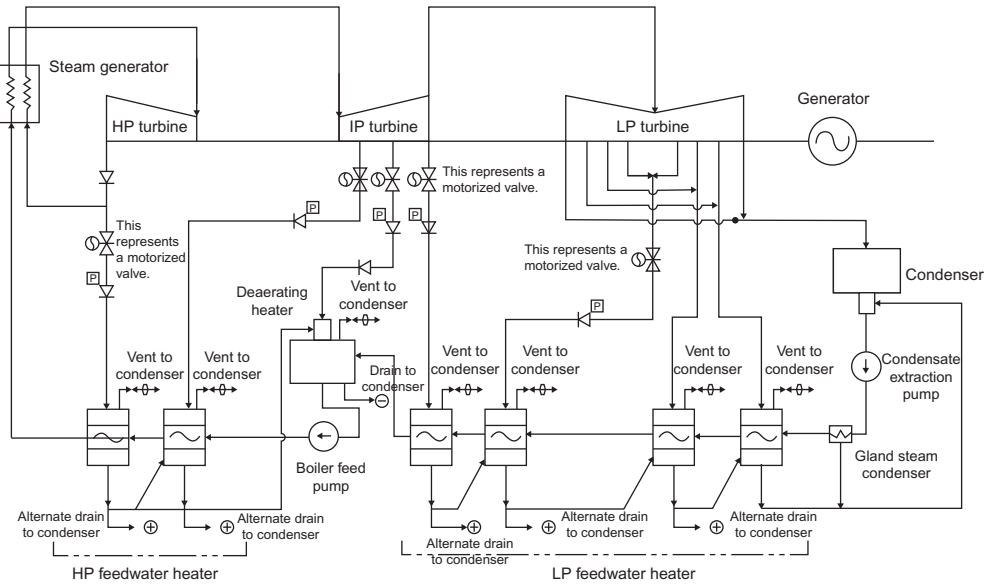 Steam generator
Generator
HP turbine
IP turbine
LP turbine
This represents a
motorized valve.
P
This
represents
a motorized
valve.
P
P
P
This represents a
motorized valve.
Condenser
P
Deaerating
heater
Vent to
condenser
P
Vent to
condenser
Vent to
condenser
Drain to
condenser
Vent to
condenser
Vent to
condenser
Vent to
condenser
Vent to
condenser
Condensate
extraction
pump
Boiler feed
pump
Gland steam
condenser
Alternate drain
to condenser
Alternate drain
to condenser
Alternate drain
to condenser
Alternate drain
to condenser
Alternate drain
to condenser
HP feedwater heater
LP feedwater heater